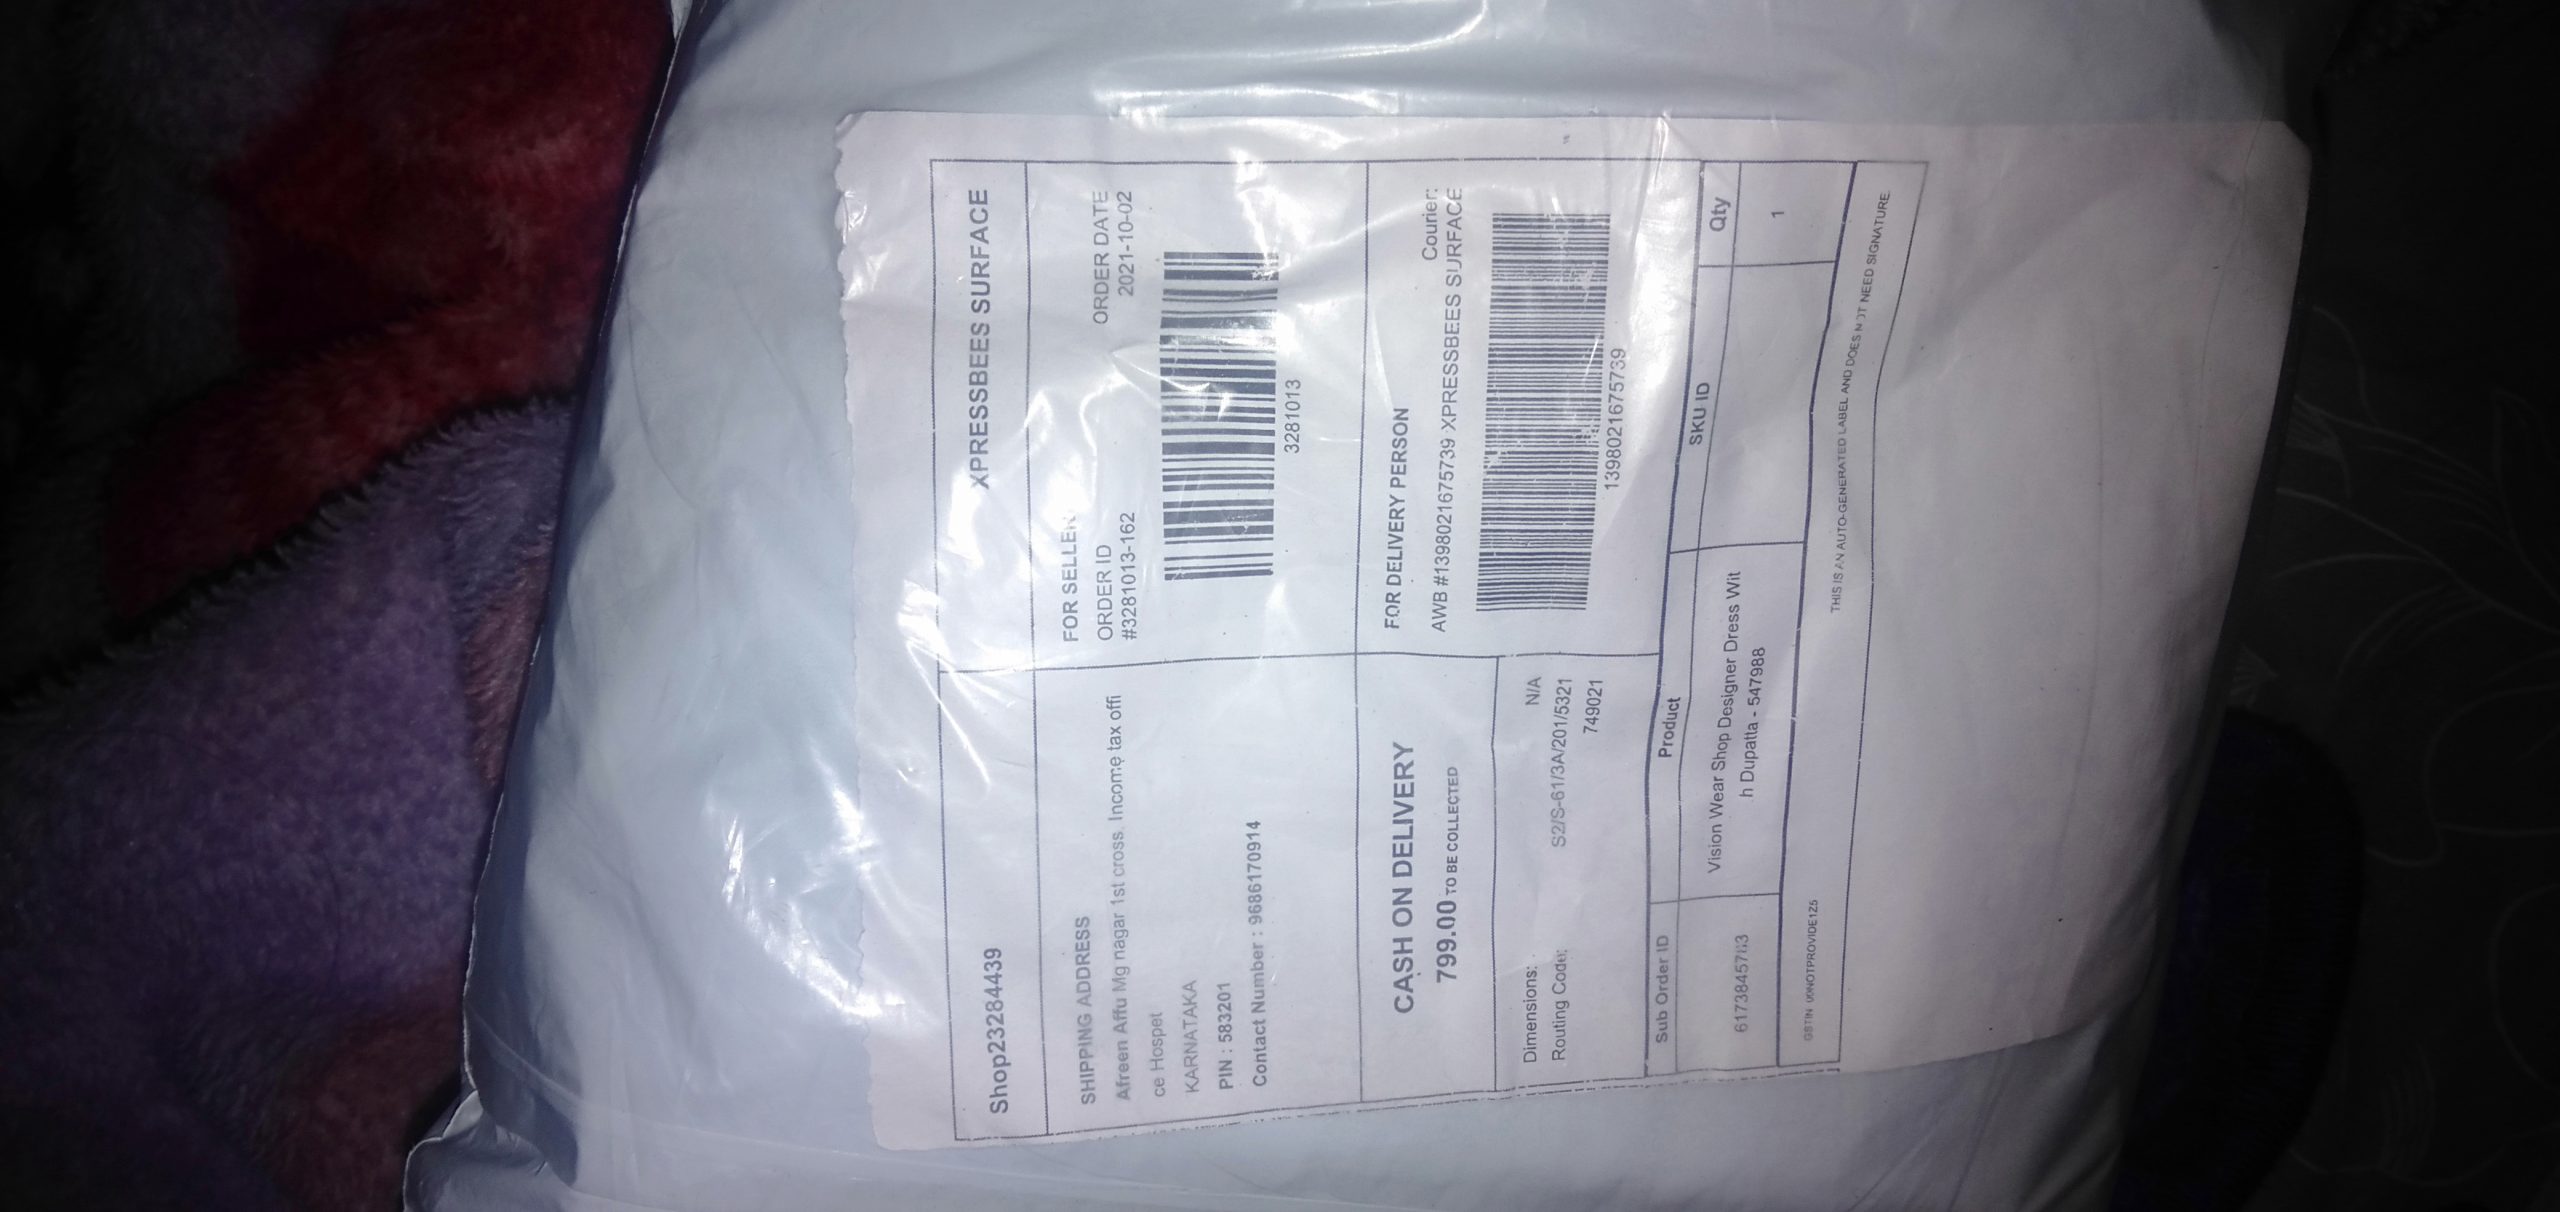 Shop23284439
XPRESSBEES SURFACE
SHIPPING ADDRESS
Afreen Affu Mg nagar 1st cross. Income tax offi
ce Hospet
KARNATAKA
PIN : 583201
Contact Number : 9686170914
FOR SELLER
ORDER ID
#3281013-162
ORDER DATE
2021-10-02
3281013
CASH ON DELIVERY
799.00 TO BE COLLECTED
FOR DELIVERY PERSON
AWB #13980216757​39 XPRESSBEES SURFACE
Courier:
1398021675739
Dimensions: N/A
Routing Code: S2/S-61/3A/201/5321
749021
Sub Order ID Product SKU ID Qty
Vision Wear Shop Designer Dress Wit
h Dupatta - 547988
1
GSTIN
THIS IS AN AUTO-GENERATED LABEL AND DOES NOT NEED SIGNATURE